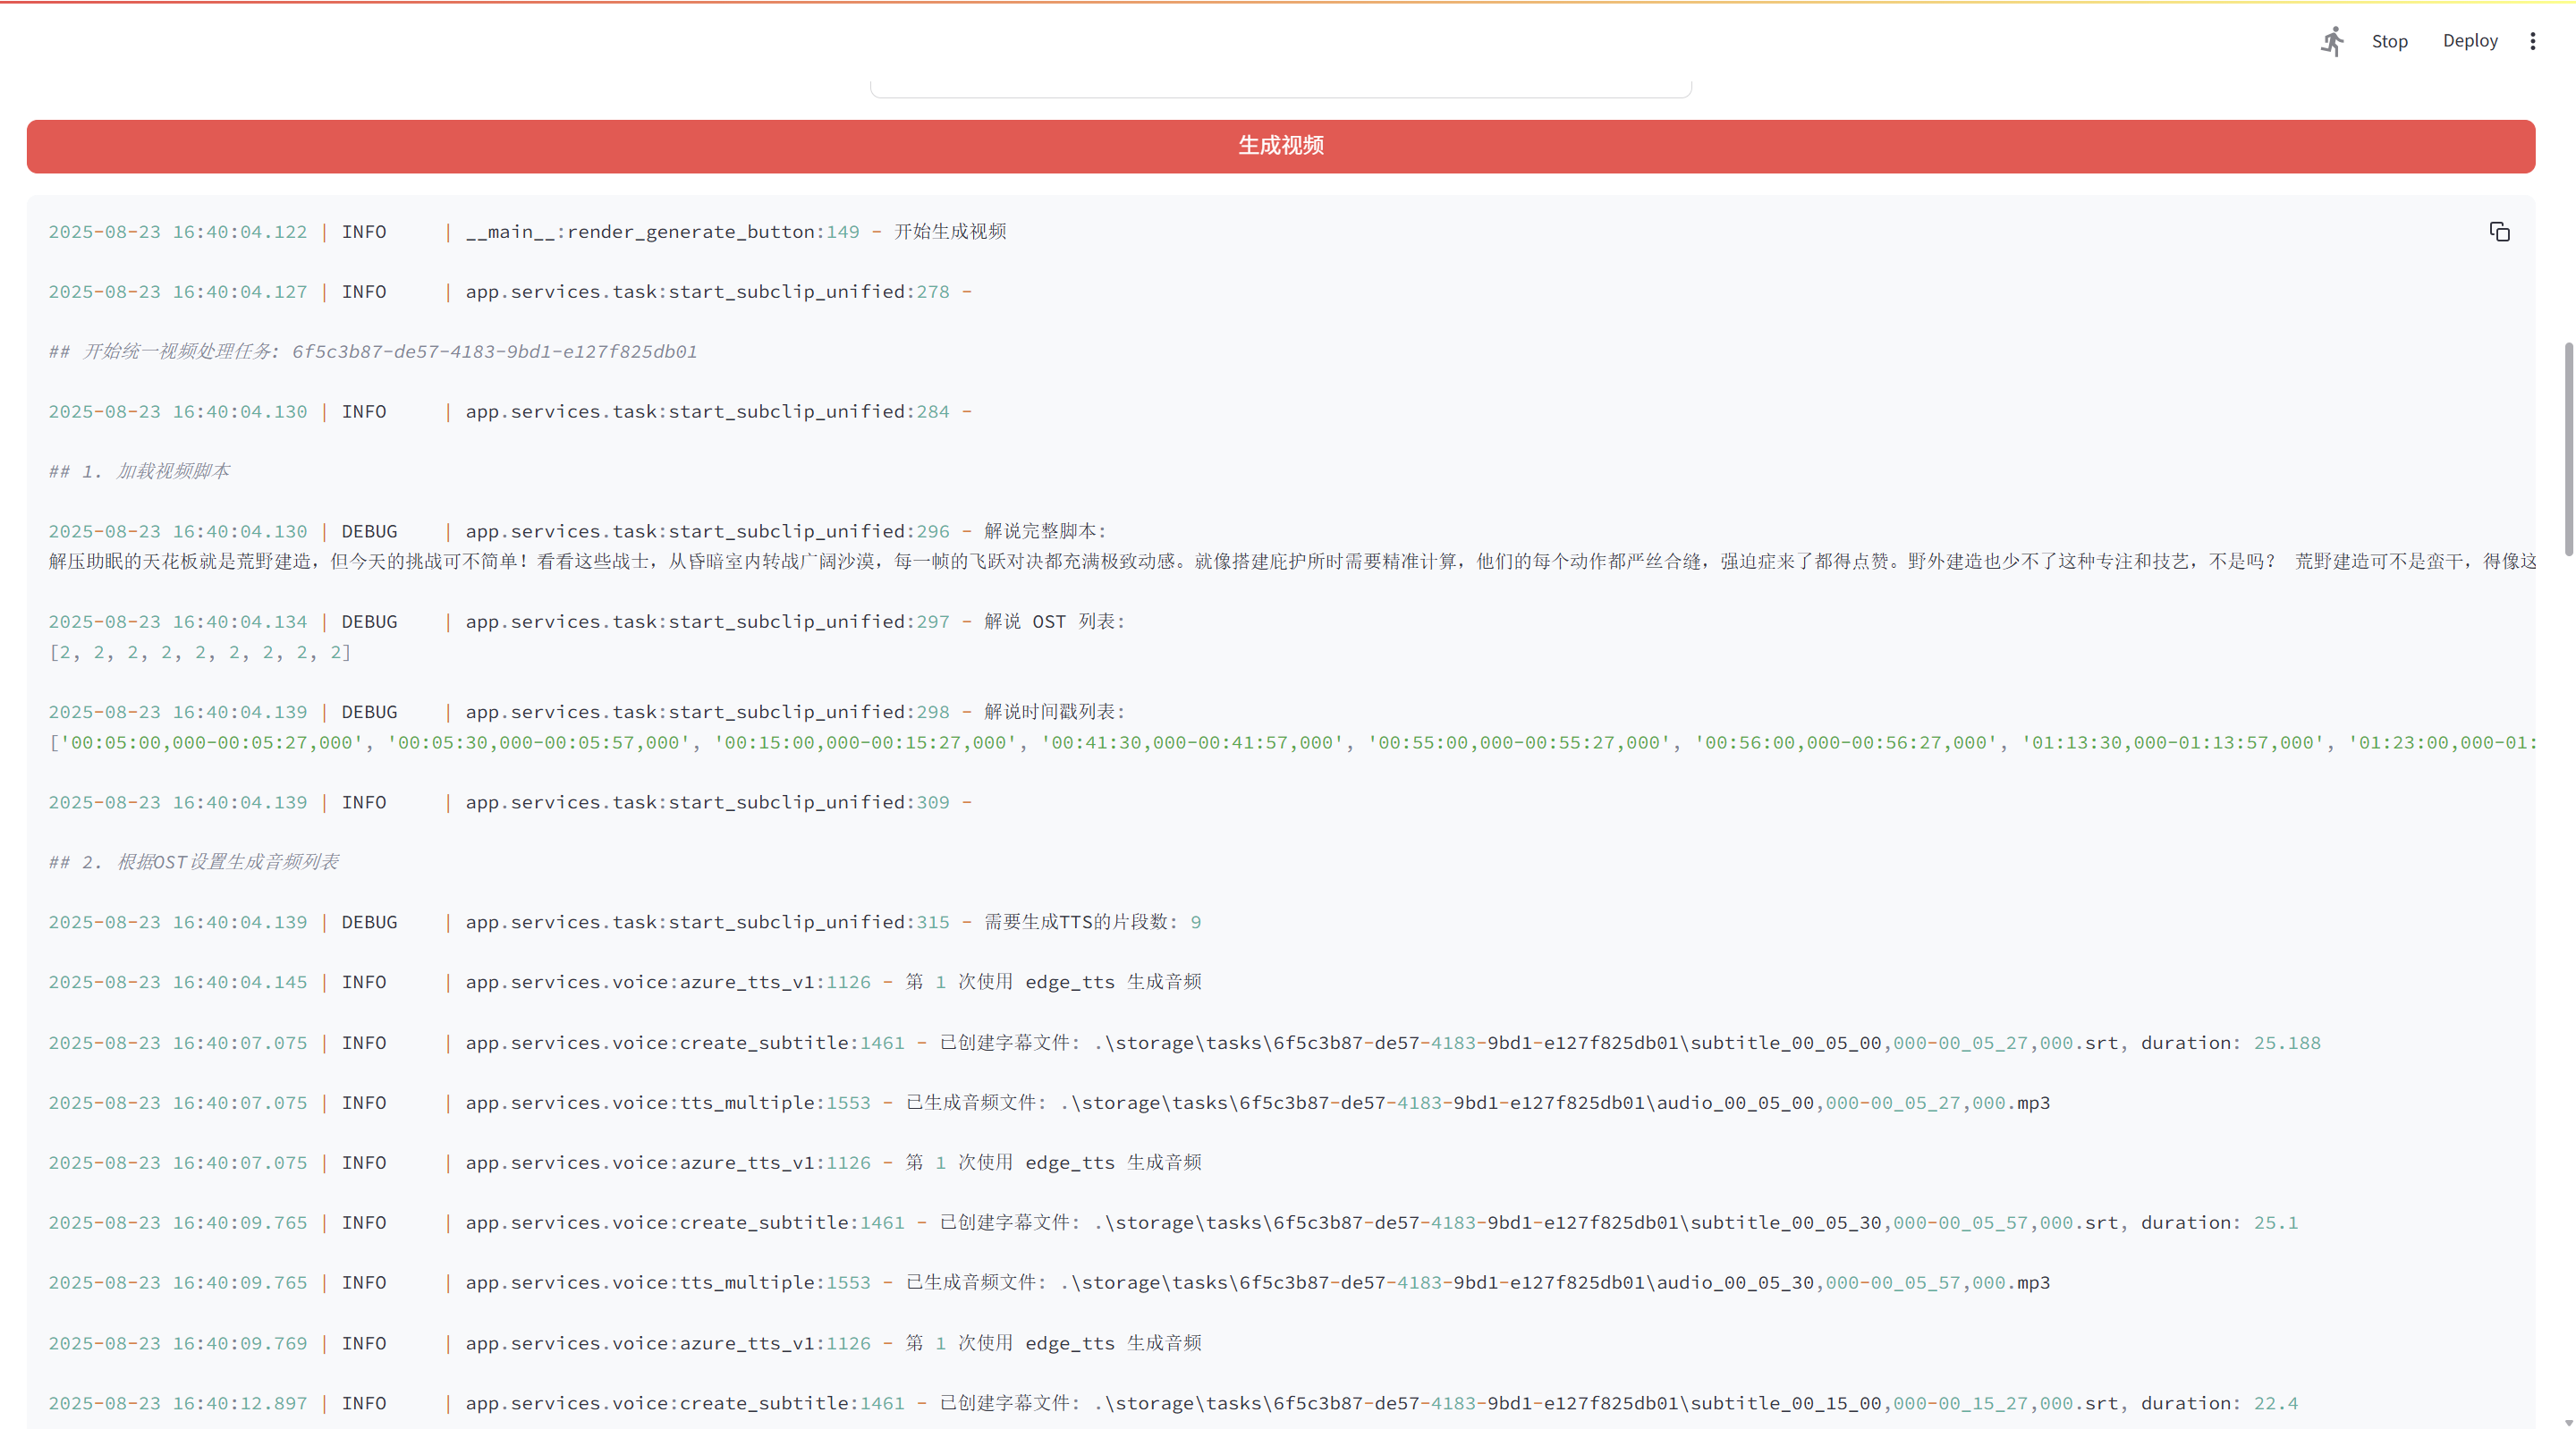 Stop Deploy
生成视频
2025-08-23 16:40:04.122 | INFO     | __main__:render_generate_button:149 - 开始生成视频
2025-08-23 16:40:04.127 | INFO     | app.services.task:start_subclip_unified:278 -
## 开始统一视频处理任务: 6f5c3b87-de57-4183-9bd1-e127f825db01
2025-08-23 16:40:04.130 | INFO     | app.services.task:start_subclip_unified:284 -
## 1. 加载视频脚本
2025-08-23 16:40:04.130 | DEBUG    | app.services.task:start_subclip_unified:296 - 解说完整脚本:
解压助眠的天花板就是荒野建造，但今天的挑战可不简单！看看这些战士，从昏暗室内转战广阔沙漠，每一帧的飞跃对决都充满极致动感。就像搭建庇护所时需要精准计算，他们的每个动作都严丝合缝，强迫症来了都得点赞。野外建造也少不了这种专注和技艺，不是吗？ 荒野建造可不是蛮干，得像这
2025-08-23 16:40:04.134 | DEBUG    | app.services.task:start_subclip_unified:297 - 解说 OST 列表:
[2, 2, 2, 2, 2, 2, 2, 2, 2]
2025-08-23 16:40:04.139 | DEBUG    | app.services.task:start_subclip_unified:298 - 解说时间戳列表:
['00:05:00,000-00:05:27,000', '00:05:30,000-00:05:57,000', '00:15:00,000-00:15:27,000', '00:41:30,000-00:41:57,000', '00:55:00,000-00:55:27,000', '00:56:00,000-00:56:27,000', '01:13:30,000-01:13:57,000', '01:23:00,000-01:
2025-08-23 16:40:04.139 | INFO     | app.services.task:start_subclip_unified:309 -
## 2. 根据OST设置生成音频列表
2025-08-23 16:40:04.139 | DEBUG    | app.services.task:start_subclip_unified:315 - 需要生成TTS的片段数: 9
2025-08-23 16:40:04.145 | INFO     | app.services.voice:azure_tts_v1:1126 - 第 1 次使用 edge_tts 生成音频
2025-08-23 16:40:07.075 | INFO     | app.services.voice:create_subtitle:1461 - 已创建字幕文件: .\storage\tasks\6f5c3b87-de57-4183-9bd1-e127f825db01\subtitle_00_05_00,000-00_05_27,000.srt, duration: 25.188
2025-08-23 16:40:07.075 | INFO     | app.services.voice:tts_multiple:1553 - 已生成音频文件: .\storage\tasks\6f5c3b87-de57-4183-9bd1-e127f825db01\audio_00_05_00,000-00_05_27,000.mp3
2025-08-23 16:40:07.075 | INFO     | app.services.voice:azure_tts_v1:1126 - 第 1 次使用 edge_tts 生成音频
2025-08-23 16:40:09.765 | INFO     | app.services.voice:create_subtitle:1461 - 已创建字幕文件: .\storage\tasks\6f5c3b87-de57-4183-9bd1-e127f825db01\subtitle_00_05_30,000-00_05_57,000.srt, duration: 25.1
2025-08-23 16:40:09.765 | INFO     | app.services.voice:tts_multiple:1553 - 已生成音频文件: .\storage\tasks\6f5c3b87-de57-4183-9bd1-e127f825db01\audio_00_05_30,000-00_05_57,000.mp3
2025-08-23 16:40:09.769 | INFO     | app.services.voice:azure_tts_v1:1126 - 第 1 次使用 edge_tts 生成音频
2025-08-23 16:40:12.897 | INFO     | app.services.voice:create_subtitle:1461 - 已创建字幕文件: .\storage\tasks\6f5c3b87-de57-4183-9bd1-e127f825db01\subtitle_00_15_00,000-00_15_27,000.srt, duration: 22.4